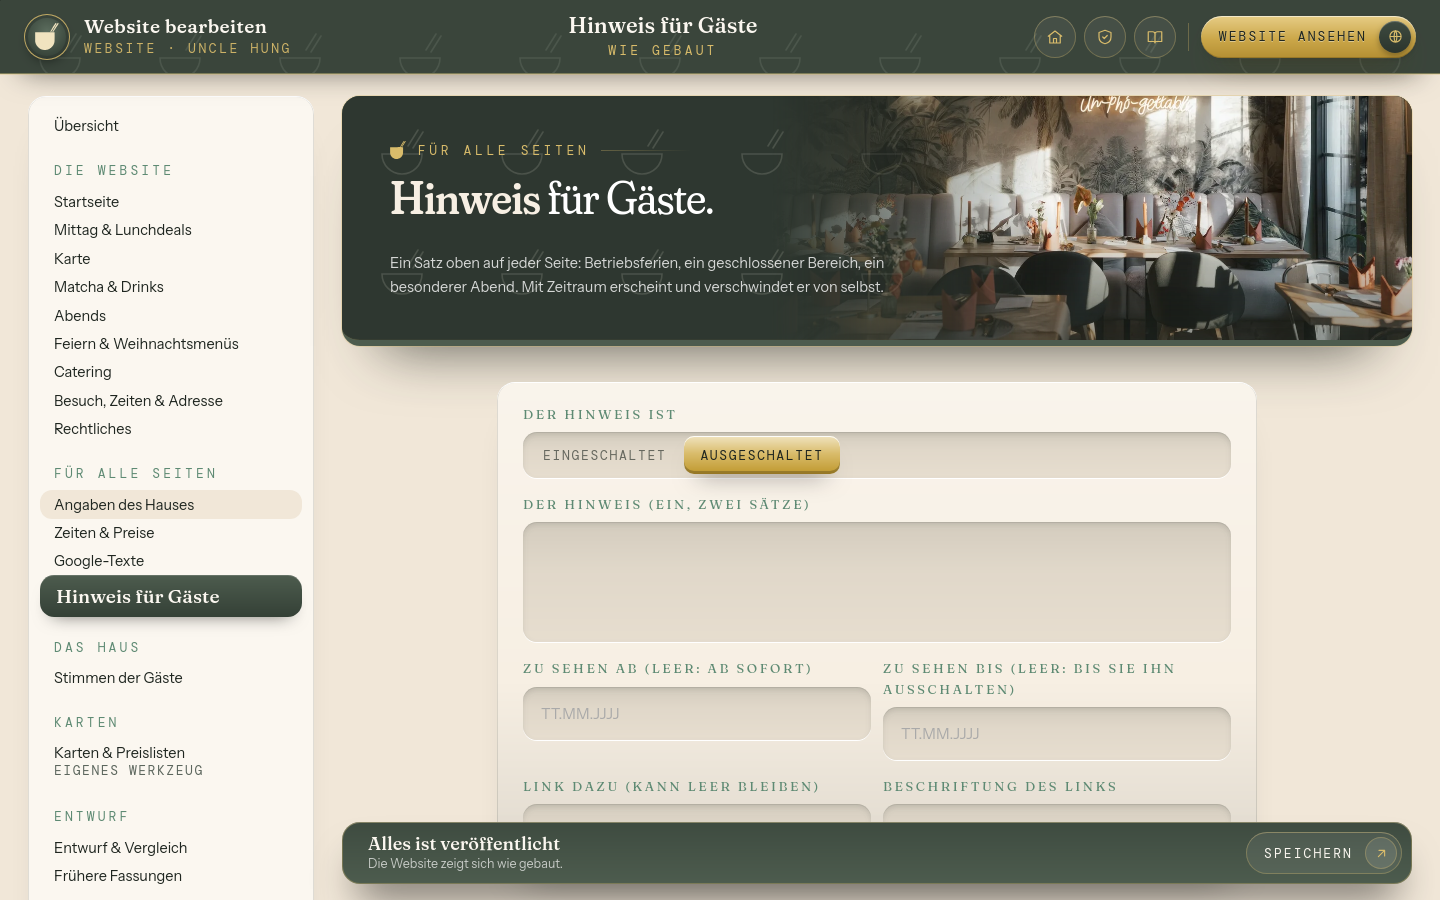 Website bearbeiten
WEBSITE · UNCLE HUNG
Hinweis für Gäste
WIE GEBAUT
WEBSITE ANSEHEN
Übersicht
DIE WEBSITE
Startseite
Mittag & Lunchdeals
Karte
Matcha & Drinks
Abends
Feiern & Weihnachtsmenüs
Catering
Besuch, Zeiten & Adresse
Rechtliches
FÜR ALLE SEITEN
Angaben des Hauses
Zeiten & Preise
Google-Texte
Hinweis für Gäste
DAS HAUS
Stimmen der Gäste
KARTEN
Karten & Preislisten
EIGENES WERKZEUG
ENTWURF
Entwurf & Vergleich
Frühere Fassungen
Um-Phở-gettable
FÜR ALLE SEITEN
Hinweis für Gäste.
Ein Satz oben auf jeder Seite: Betriebsferien, ein geschlossener Bereich, ein
besonderer Abend. Mit Zeitraum erscheint und verschwindet er von selbst.
DER HINWEIS IST
EINGESCHALTET
AUSGESCHALTET
DER HINWEIS (EIN, ZWEI SÄTZE)
ZU SEHEN AB (LEER: AB SOFORT)
TT.MM.JJJJ
ZU SEHEN BIS (LEER: BIS SIE IHN
AUSSCHALTEN)
TT.MM.JJJJ
LINK DAZU (KANN LEER BLEIBEN)
BESCHRIFTUNG DES LINKS
Alles ist veröffentlicht
Die Website zeigt sich wie gebaut.
SPEICHERN